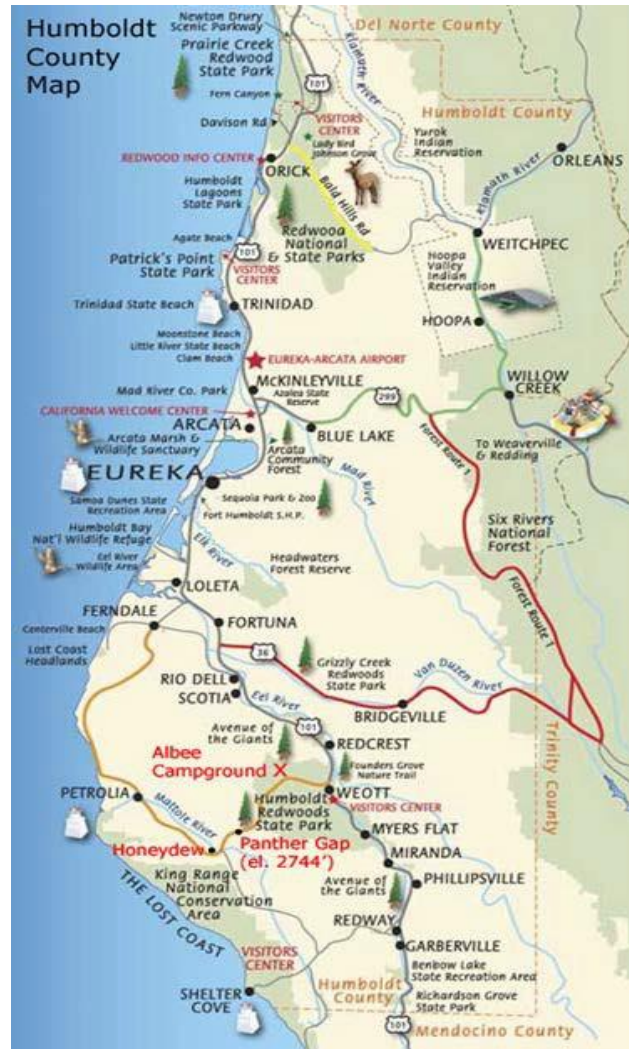 Humboldt
County
Map
Newton Drury
Scenic Parkway
Del Norte County
Prairie Creek
Redwood
State Park
Klamath River
101
Humboldt County
Fern Canyon
VISITORS
CENTER
Davison Rd
Lady Bird
Johnson Grove
Yurok
Indian
Reservation
REDWOOD INFO CENTER
ORICK
ORLEANS
Klamath River
Humboldt
Lagoons
State Park
Bald Hills Rd
Agate Beach
Redwooa
National
& State Parks
WEITCHPEC
101
Patrick's Point
State Park
VISITORS
CENTER
Hoopa
Valley
Indian
Reservation
Trinidad State Beach
TRINIDAD
HOOPA
Moonstone Beach
Little River State Beach
Clam Beach
EUREKA-ARCATA AIRPORT
Mad River Co. Park
McKINLEYVILLE
Azalea State
Reserve
299
WILLOW
CREEK
CALIFORNIA WELCOME CENTER
ARCATA
BLUE LAKE
Arcata Marsh &
Wildlife Sanctuary
Arcata
Community
Forest
Forest Route 1
To Weaverville
& Redding
Mad River
EUREKA
Samoa Dunes State
Recreation Area
Sequoia Park & Zoo
Fort Humboldt S.H.P.
Six Rivers
National
Forest
Humboldt Bay
Nat'l Wildlife Refuge
Eel River
Wildlife Area
Elk River
Headwaters
Forest Reserve
Forest Route 1
LOLETA
FERNDALE
FORTUNA
Centerville Beach
Lost Coast
Headlands
36
Grizzly Creek
Redwoods
State Park
Van Duzen River
RIO DELL
SCOTIA
Eel River
BRIDGEVILLE
Trinity County
Avenue of
the Giants
101
REDCREST
Albee
Campground X
Founders Grove
Nature Trail
WEOTT
VISITORS CENTER
PETROLIA
Mattole River
Humboldt
Redwoods
State Park
MYERS FLAT
Honeydew
Panther Gap
(el. 2744')
MIRANDA
King Range
National
Conservation
Area
Avenue of
the Giants
PHILLIPSVILLE
THE LOST COAST
REDWAY
VISITORS
CENTER
GARBERVILLE
Benbow Lake
State Recreation Area
SHELTER
COVE
Humboldt
County
Richardson Grove
State Park
101
Mendocino County